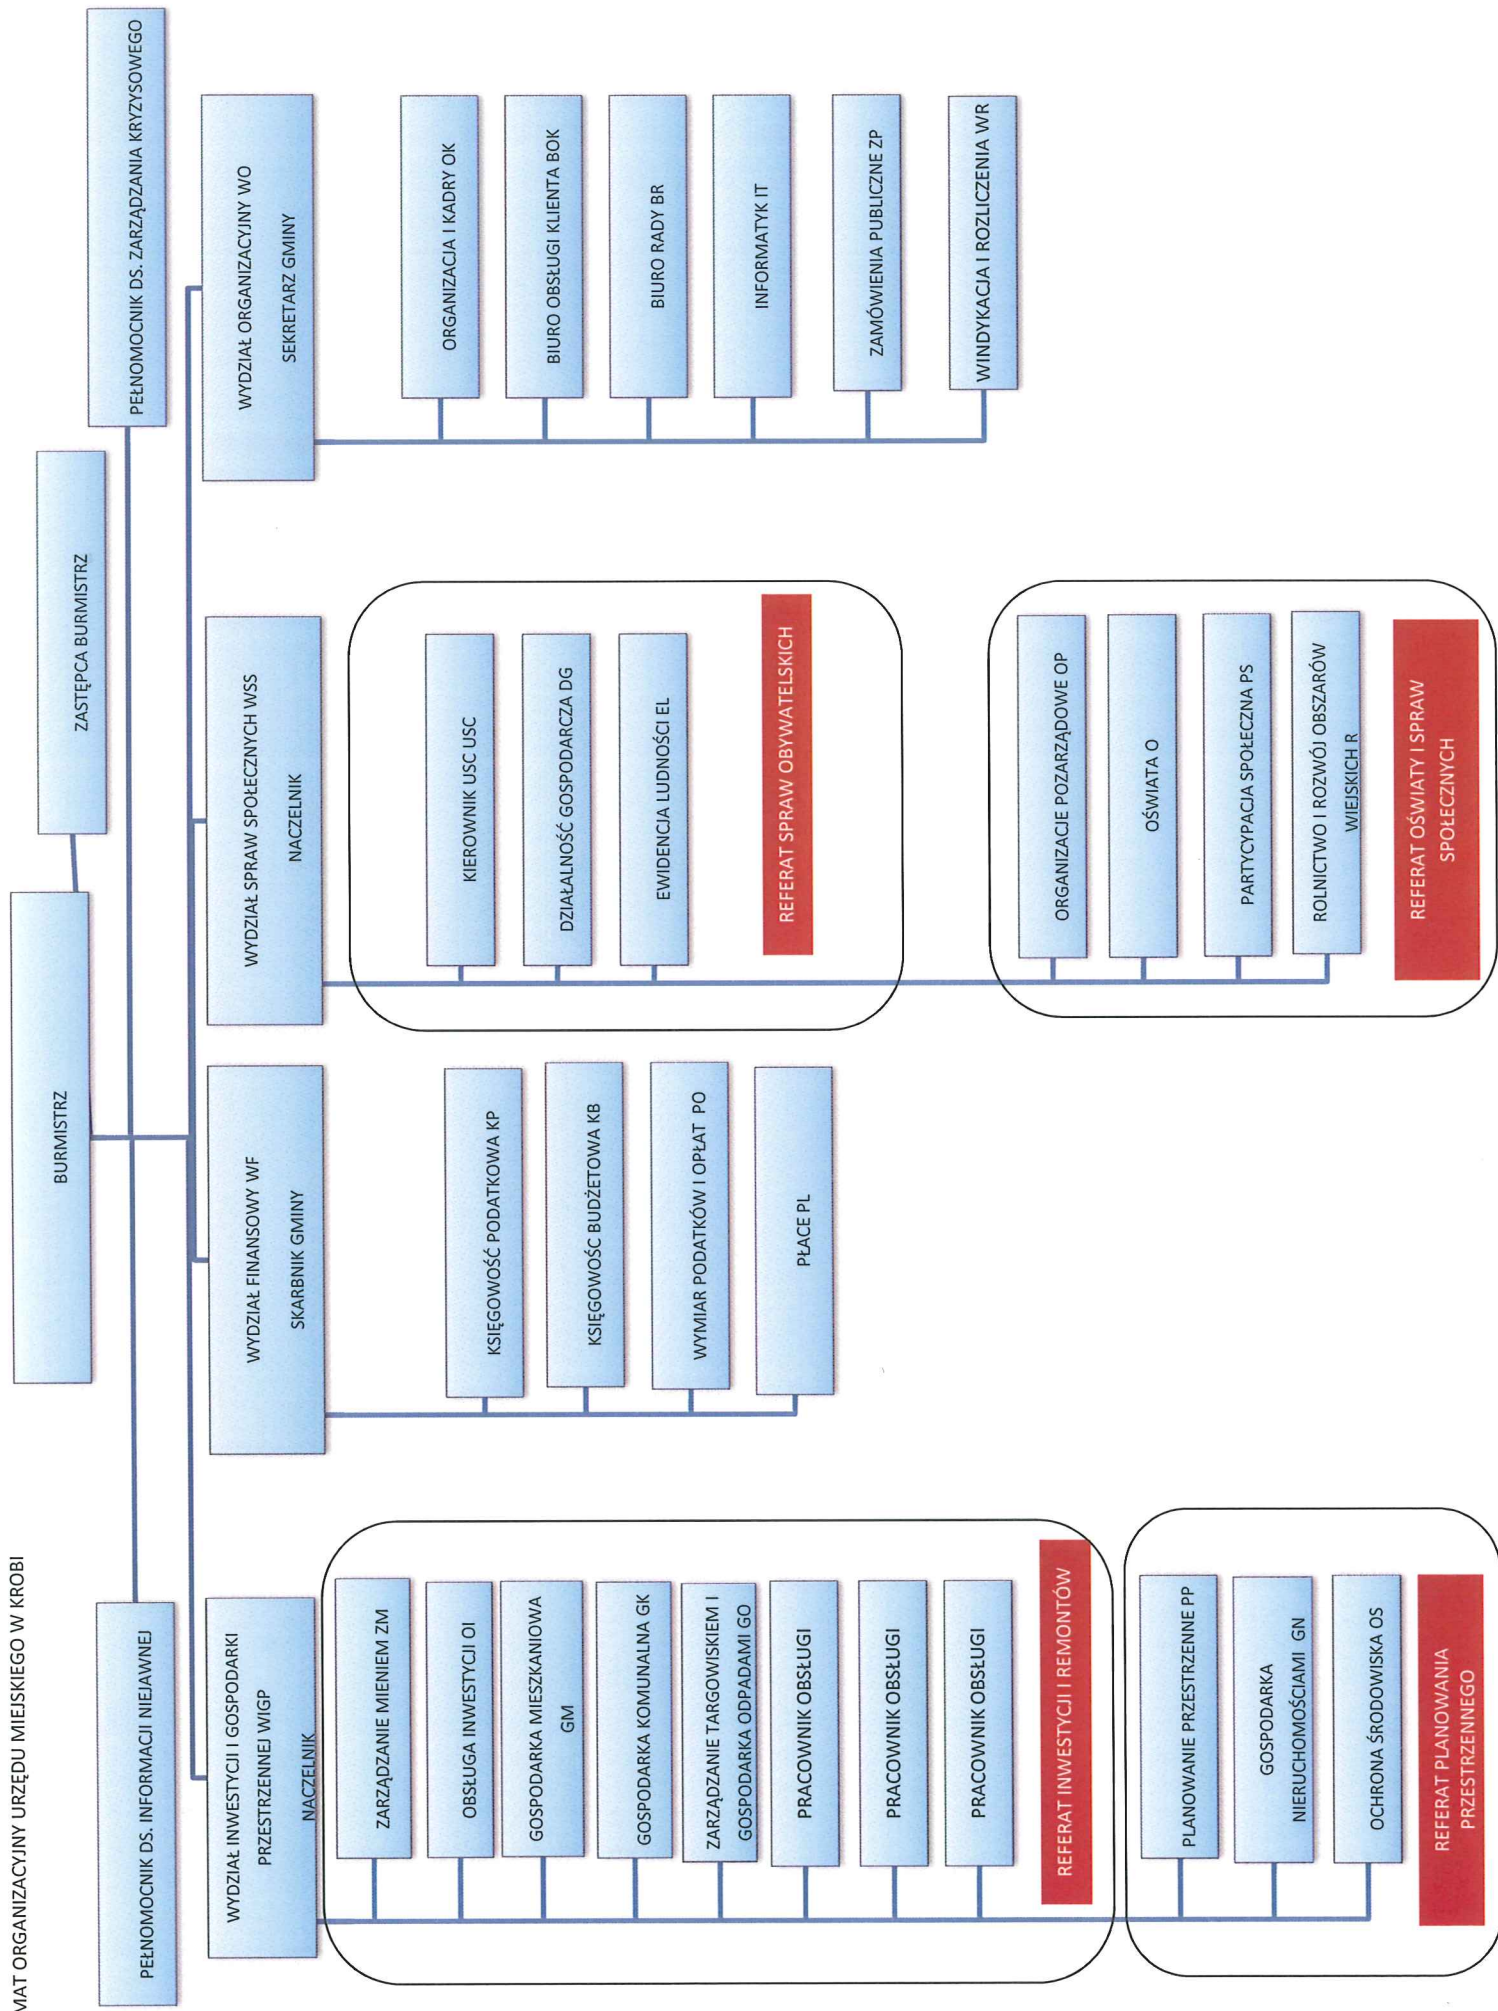 MAT ORGANIZACYJNY URZĘDU MIEJSKIEGO W KROBI
BURMISTRZ
ZASTĘPCA BURMISTRZ
PEŁNOMOCNIK DS. INFORMACJI NIEJAWNEJ
PEŁNOMOCNIK DS. ZARZĄDZANIA KRYZYSOWEGO
WYDZIAŁ INWESTYCJI I GOSPODARKI
PRZESTRZENNEJ WIGP
NACZELNIK
ZARZĄDZANIE MIENIEM ZM
OBSŁUGA INWESTYCJI OI
GOSPODARKA MIESZKANIOWA
GM
GOSPODARKA KOMUNALNA GK
ZARZĄDZANIE TARGOWISKIEM I
GOSPODARKA ODPADAMI GO
PRACOWNIK OBSŁUGI
PRACOWNIK OBSŁUGI
PRACOWNIK OBSŁUGI
REFERAT INWESTYCJI I REMONTÓW
PLANOWANIE PRZESTRZENNE PP
GOSPODARKA
NIERUCHOMOŚCIAMI GN
OCHRONA ŚRODOWISKA OS
REFERAT PLANOWANIA
PRZESTRZENNEGO
WYDZIAŁ FINANSOWY WF
SKARBNIK GMINY
KSIĘGOWOŚĆ PODATKOWA KP
KSIĘGOWOŚC BUDŻETOWA KB
WYMIAR PODATKÓW I OPŁAT PO
PŁACE PL
WYDZIAŁ SPRAW SPOŁECZNYCH WSS
NACZELNIK
KIEROWNIK USC USC
DZIAŁALNOŚĆ GOSPODARCZA DG
EWIDENCJA LUDNOŚCI EL
REFERAT SPRAW OBYWATELSKICH
ORGANIZACJE POZARZĄDOWE OP
OŚWIATA O
PARTYCYPACJA SPOŁECZNA PS
ROLNICTWO I ROZWÓJ OBSZARÓW
WIEJSKICH R
REFERAT OŚWIATY I SPRAW
SPOŁECZNYCH
WYDZIAŁ ORGANIZACYJNY WO
SEKRETARZ GMINY
ORGANIZACJA I KADRY OK
BIURO OBSŁUGI KLIENTA BOK
BIURO RADY BR
INFORMATYK IT
ZAMÓWIENIA PUBLICZNE ZP
WINDYKACJA I ROZLICZENIA WR